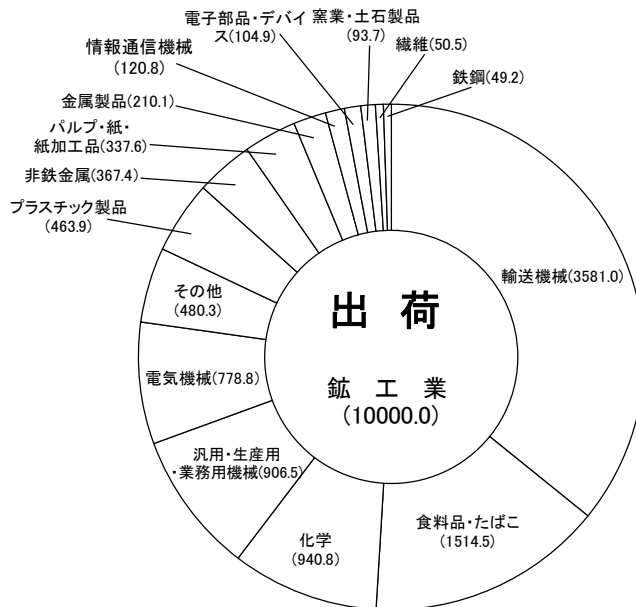 電子部品・デバイ
ス(104.9)
窯業・土石製品
(93.7)
繊維(50.5)
鉄鋼(49.2)
情報通信機械
(120.8)
金属製品(210.1)
パルプ・紙・
紙加工品(337.6)
非鉄金属(367.4)
プラスチック製品
(463.9)
その他
(480.3)
電気機械(778.8)
汎用・生産用
・業務用機械(906.5)
化学
(940.8)
食料品・たばこ
(1514.5)
輸送機械(3581.0)
出 荷
鉱 工 業
(10000.0)